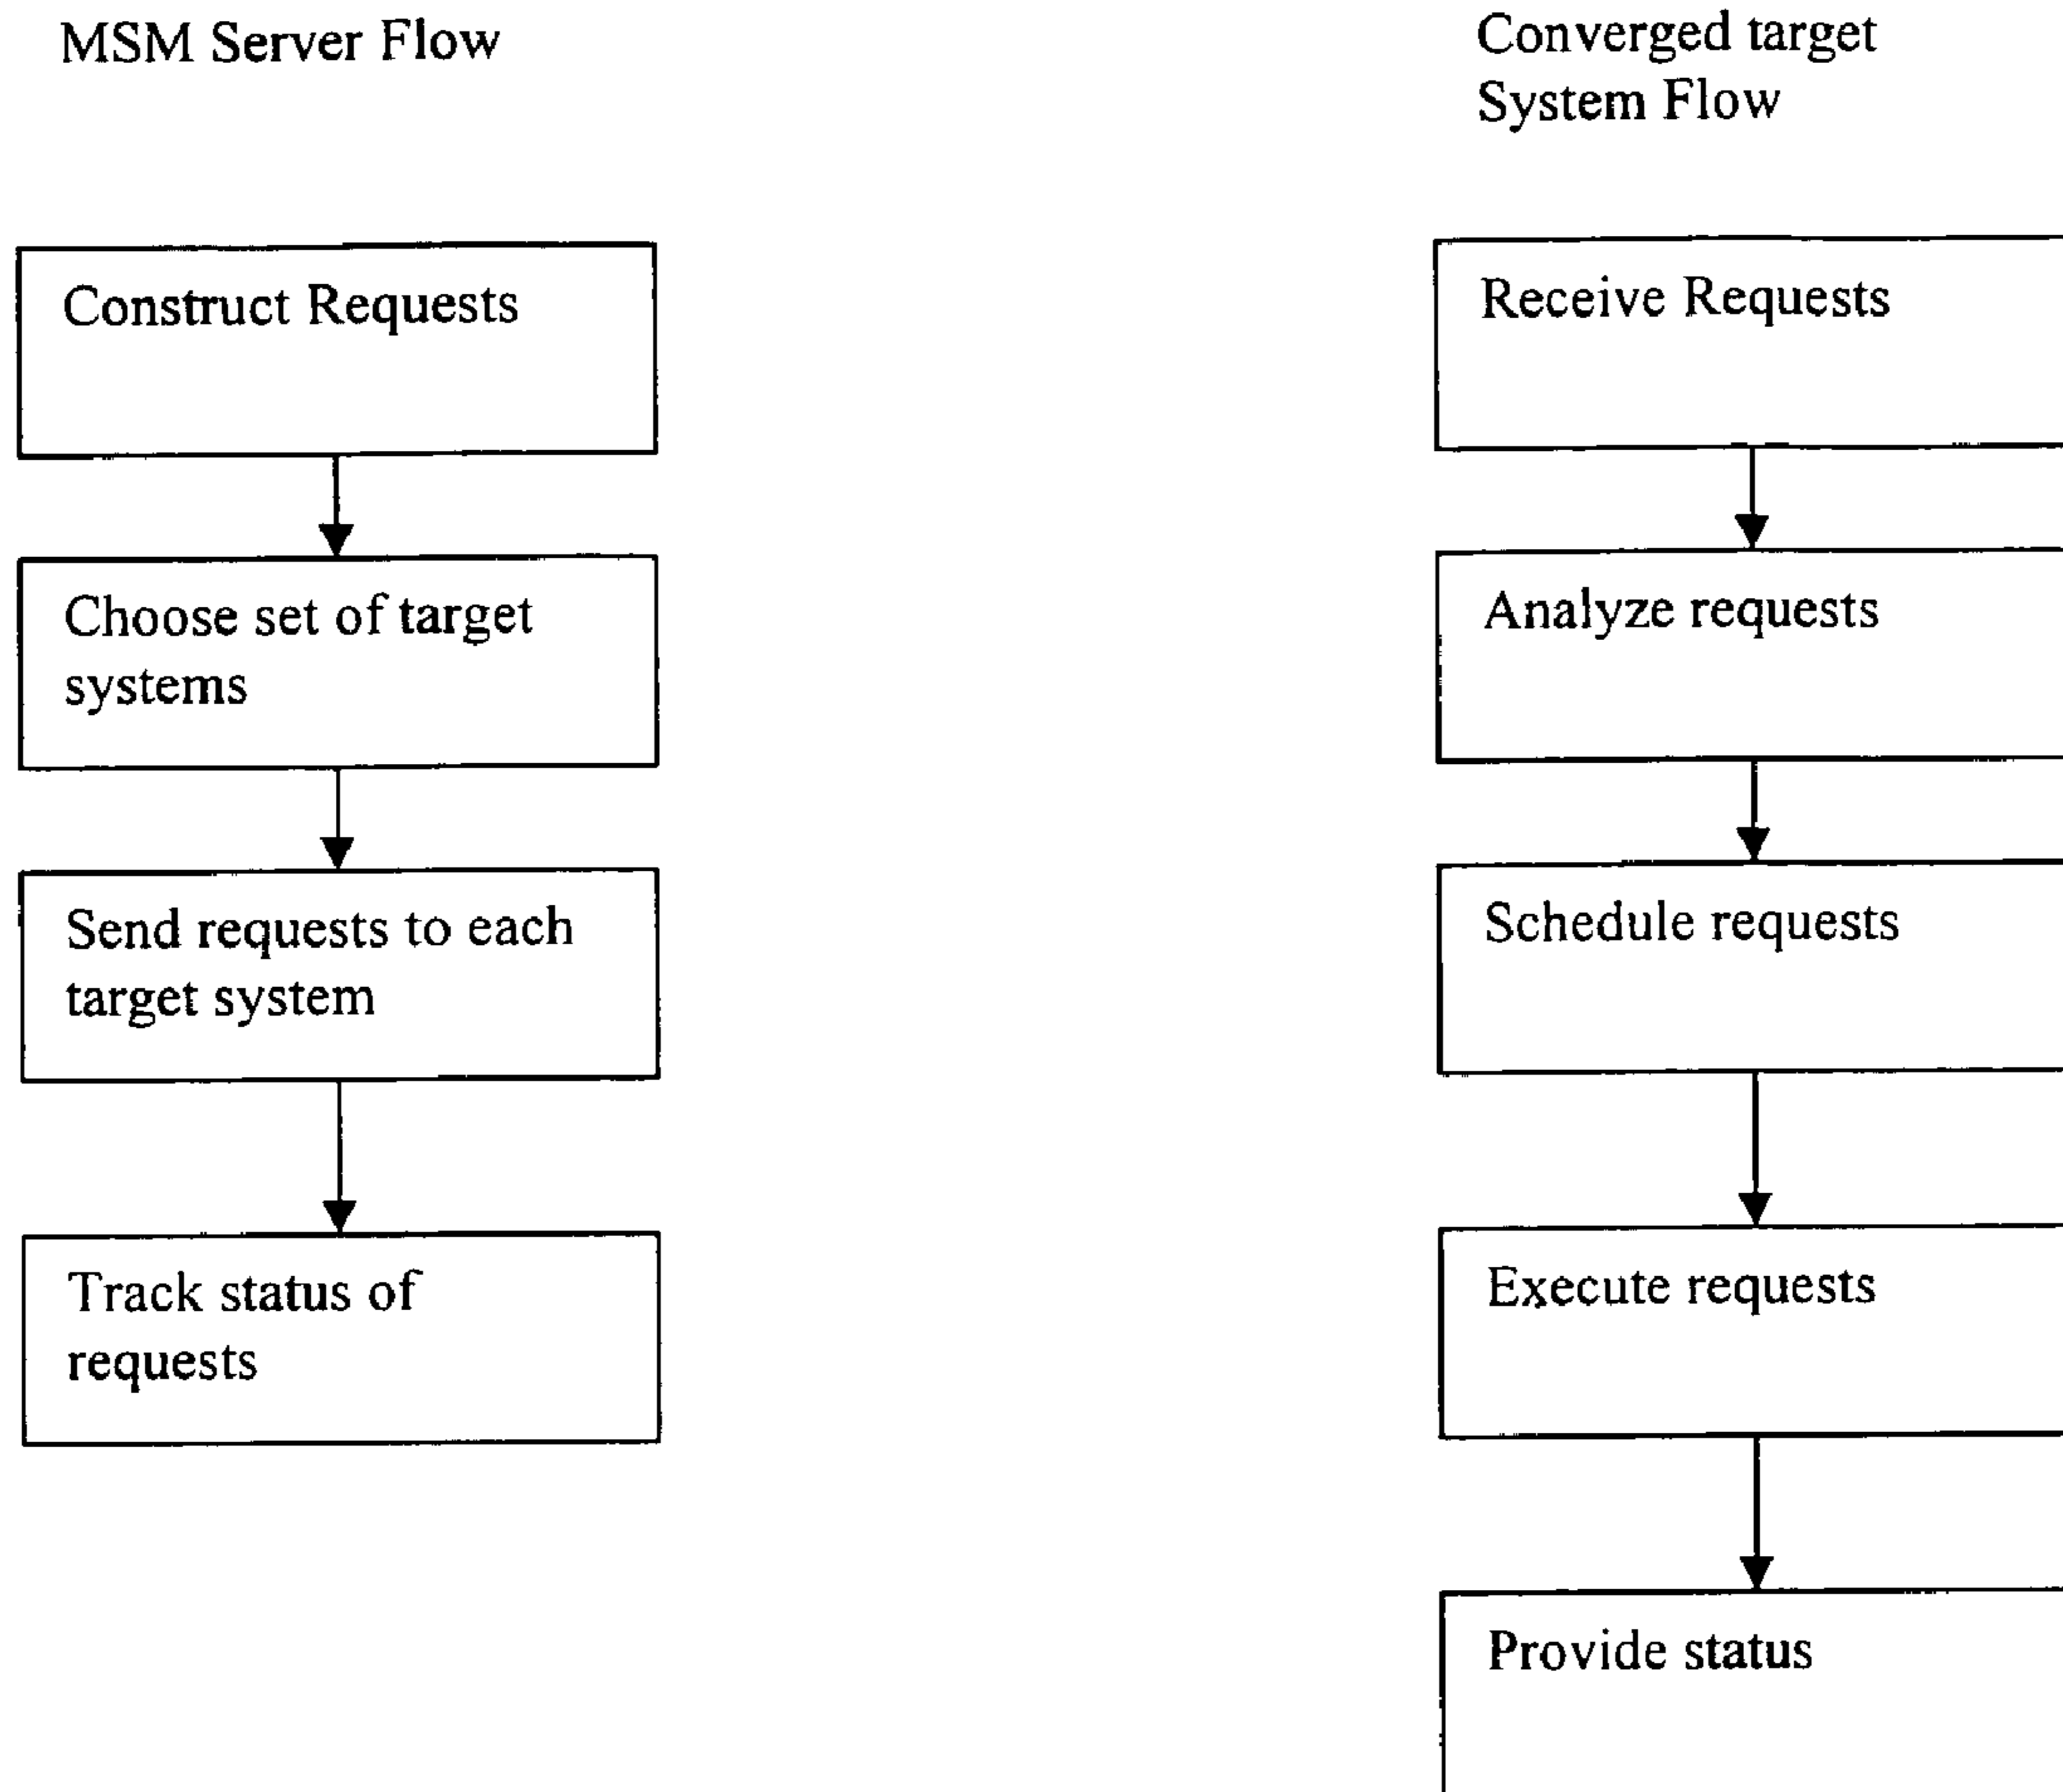 MSM Server Flow
Construct Requests
Choose set of target
systems
Send requests to each
target system
Track status of
requests
Converged target
System Flow
Receive Requests
Analyze requests
Schedule requests
Execute requests
Provide status